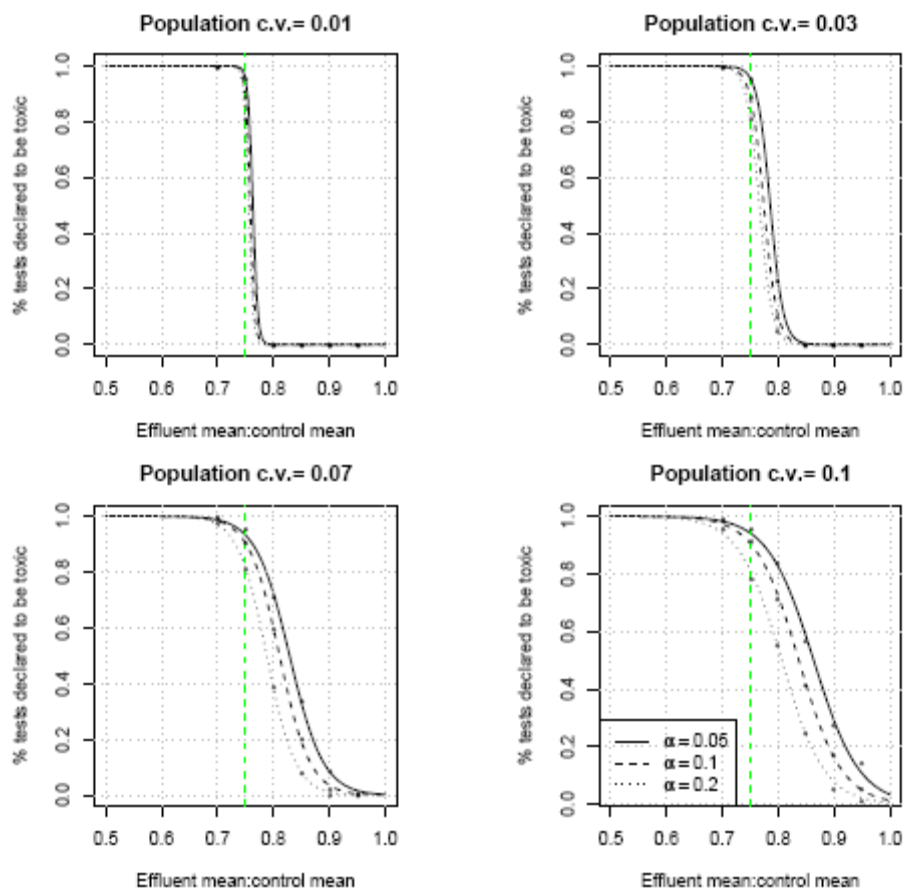 Population c.v.= 0.01
% tests declared to be toxic
1.0
0.8
0.6
0.4
0.2
0.0
0.5 0.6 0.7 0.8 0.9 1.0
Effluent mean:control mean
Population c.v.= 0.03
% tests declared to be toxic
1.0
0.8
0.6
0.4
0.2
0.0
0.5 0.6 0.7 0.8 0.9 1.0
Effluent mean:control mean
Population c.v.= 0.07
% tests declared to be toxic
1.0
0.8
0.6
0.4
0.2
0.0
0.5 0.6 0.7 0.8 0.9 1.0
Effluent mean:control mean
Population c.v.= 0.1
% tests declared to be toxic
1.0
0.8
0.6
0.4
0.2
0.0
α = 0.05
α = 0.1
α = 0.2
0.5 0.6 0.7 0.8 0.9 1.0
Effluent mean:control mean